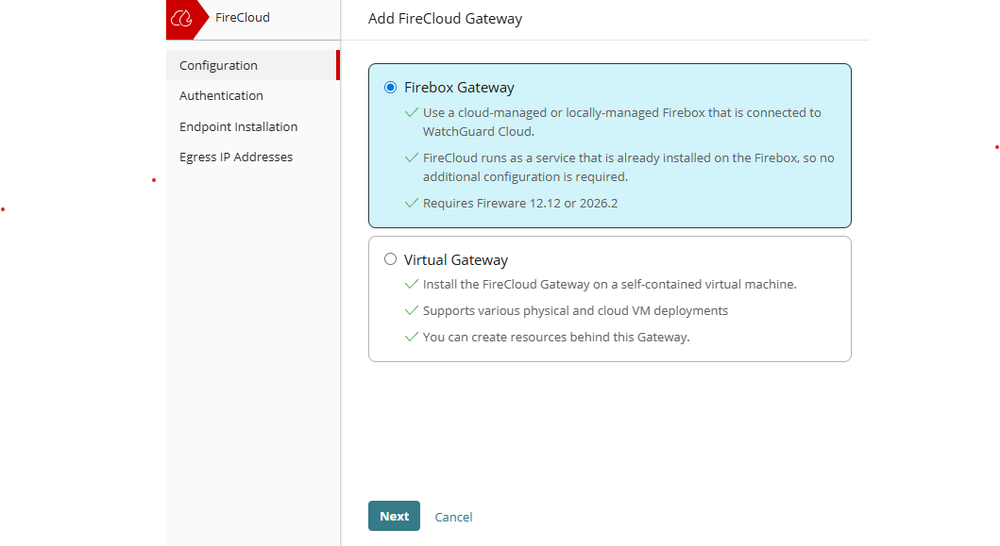 FireCloud
Add FireCloud Gateway
Configuration
Authentication
Endpoint Installation
Egress IP Addresses
Firebox Gateway
Use a cloud-managed or locally-managed Firebox that is connected to
WatchGuard Cloud.
FireCloud runs as a service that is already installed on the Firebox, so no
additional configuration is required.
Requires Fireware 12.12 or 2026.2
Virtual Gateway
Install the FireCloud Gateway on a self-contained virtual machine.
Supports various physical and cloud VM deployments
You can create resources behind this Gateway.
Next
Cancel